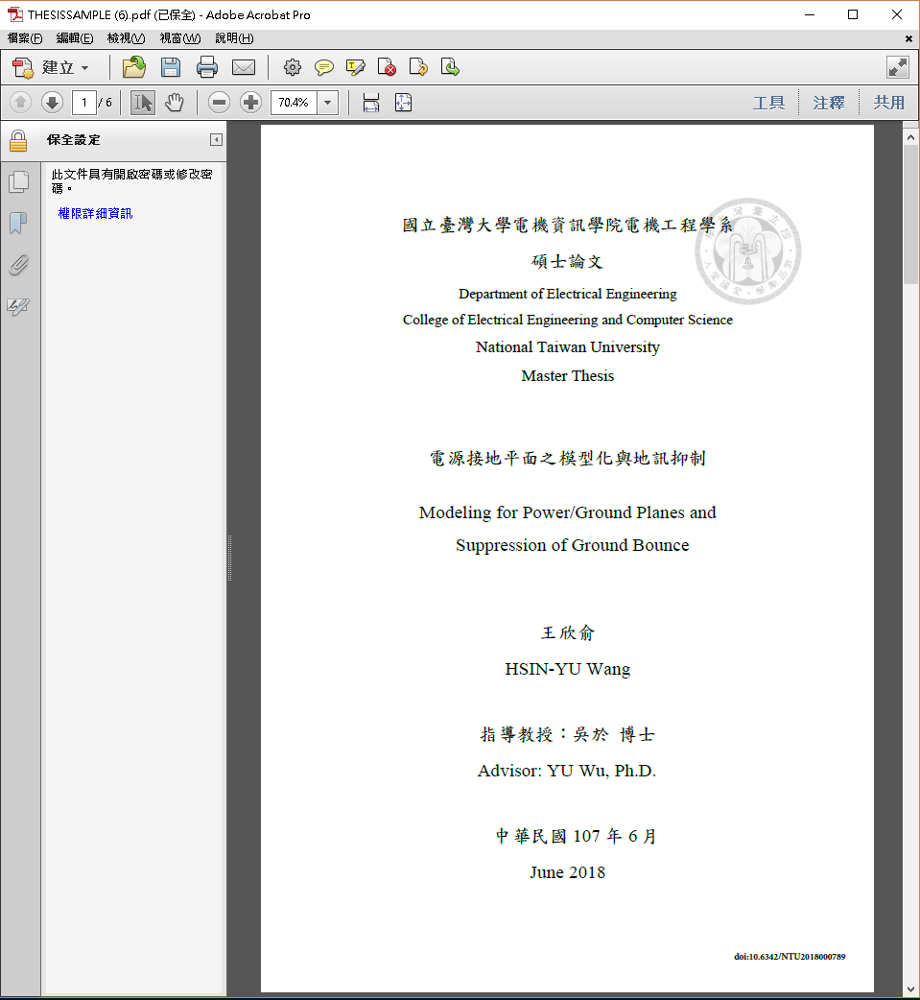 THESISSAMPLE (6).pdf (已保全) - Adobe Acrobat Pro
檔案(F) 編輯(E) 檢視(V) 視窗(W) 說明(H)
建立
1 / 6 70.4% 工具 注釋 共用
保全設定
此文件具有開啟密碼或修改密
碼。
權限詳細資訊
國立臺灣大學電機資訊學院電機工程學系
碩士論文
Department of Electrical Engineering
College of Electrical Engineering and Computer Science
National Taiwan University
Master Thesis
電源接地平面之模型化與地訊抑制
Modeling for Power/Ground Planes and
Suppression of Ground Bounce
王欣俞
HSIN-YU Wang
指導教授：吳於 博士
Advisor: YU Wu, Ph.D.
中華民國 107 年 6 月
June 2018
doi:10.6342/NTU2018000789